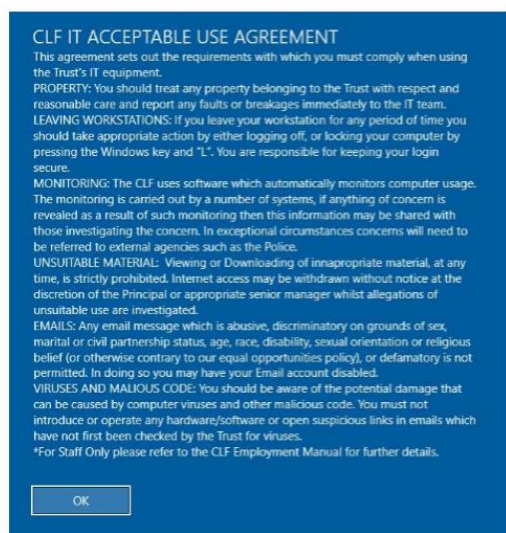 CLF IT ACCEPTABLE USE AGREEMENT
This agreement sets out the requirements with which you must comply when using
the Trust's IT equipment.
PROPERTY: You should treat any property belonging to the Trust with respect and
reasonable care and report any faults or breakages immediately to the IT team.
LEAVING WORKSTATIONS: If you leave your workstation for any period of time you
should take appropriate action by either logging off, or locking your computer by
pressing the Windows key and "L". You are responsible for keeping your login
secure.
MONITORING: The CLF uses software which automatically monitors computer usage.
The monitoring is carried out by a number of systems, if anything of concern is
revealed as a result of such monitoring then this information may be shared with
those investigating the concern. In exceptional circumstances concerns will need to
be referred to external agencies such as the Police.
UNSUITABLE MATERIAL:  Viewing or Downloading of innapropriate material, at any
time, is strictly prohibited. Internet access may be withdrawn without notice at the
discretion of the Principal or appropriate senior manager whilst allegations of
unsuitable use are investigated.
EMAILS: Any email message which is abusive, discriminatory on grounds of sex,
marital or civil partnership status, age, race, disability, sexual orientation or religious
belief (or otherwise contrary to our equal opportunities policy), or defamatory is not
permitted. In doing so you may have your Email account disabled.
VIRUSES AND MALIOUS CODE: You should be aware of the potential damage that
can be caused by computer viruses and other malicious code. You must not
introduce or operate any hardware/software or open suspicious links in emails which
have not first been checked by the Trust for viruses.
*For Staff Only please refer to the CLF Employment Manual for further details.
OK